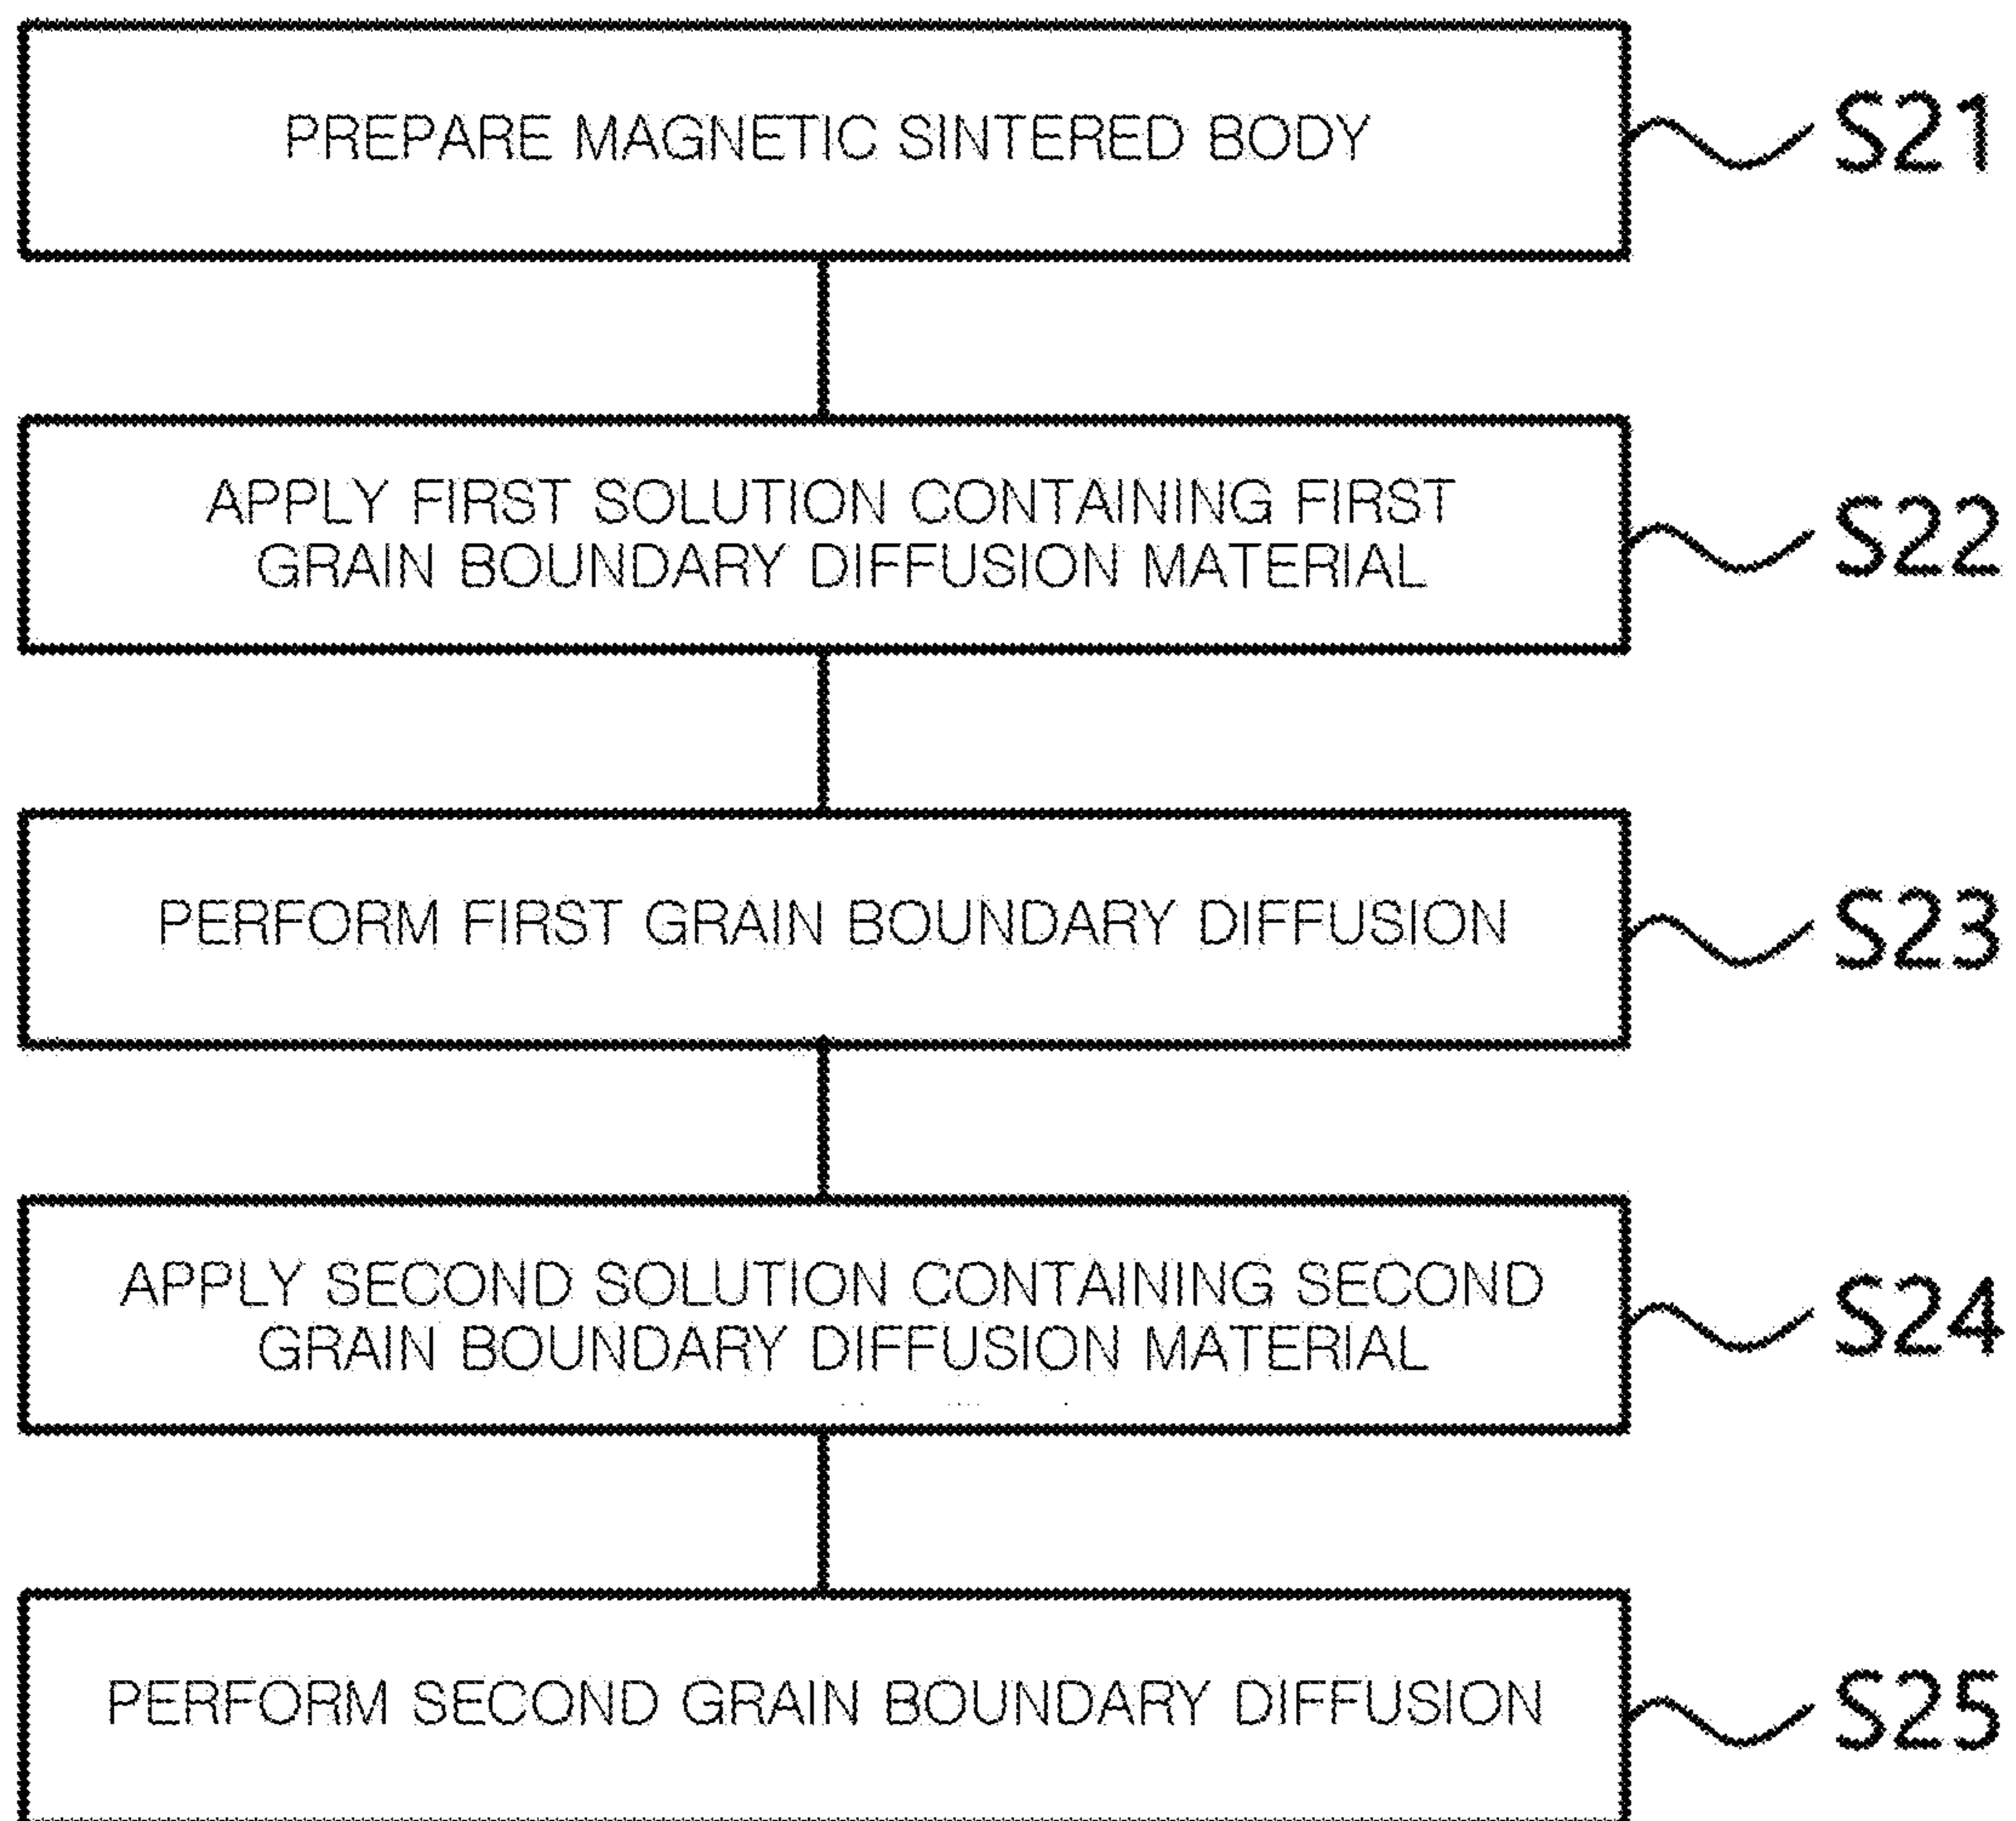 PREPARE MAGNETIC SINTERED BODY
S21
APPLY FIRST SOLUTION CONTAINING FIRST
GRAIN BOUNDARY DIFFUSION MATERIAL
S22
PERFORM FIRST GRAIN BOUNDARY DIFFUSION
S23
APPLY SECOND SOLUTION CONTAINING SECOND
GRAIN BOUNDARY DIFFUSION MATERIAL
S24
PERFORM SECOND GRAIN BOUNDARY DIFFUSION
S25